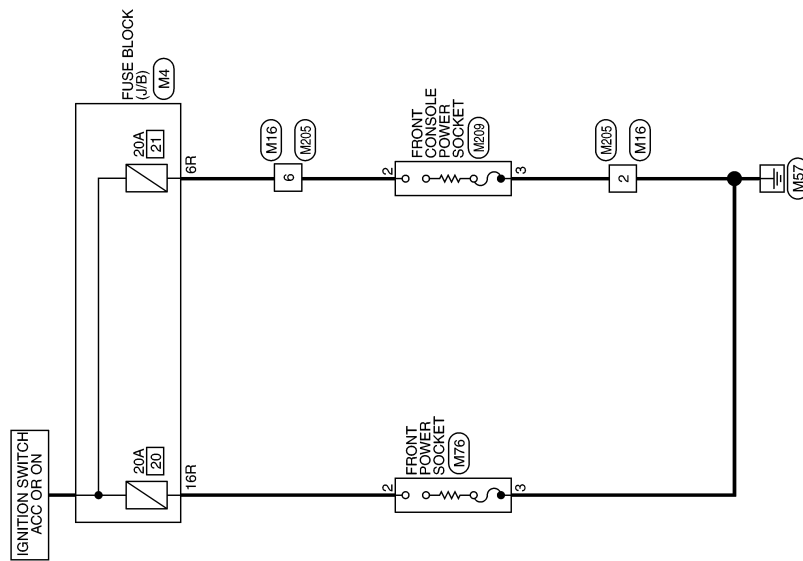 IGNITION SWITCH
ACC OR ON
FUSE BLOCK
(J/B)
M4
20A
20
20A
21
16R
6R
M16
M205
6
2
FRONT
POWER
SOCKET
M76
3
2
FRONT
CONSOLE
POWER
SOCKET
M209
3
M205
M16
2
M57